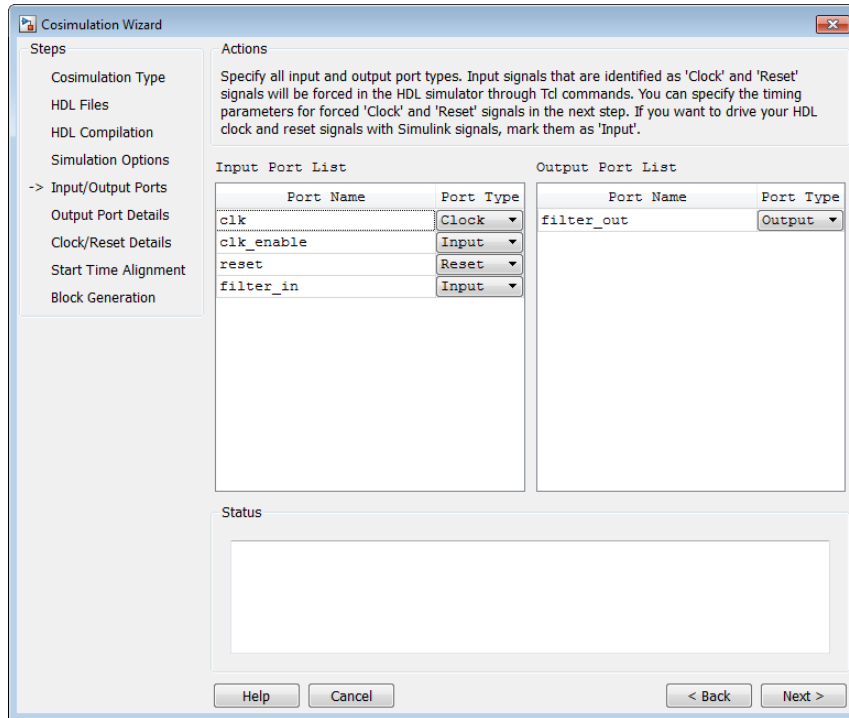 Cosimulation Wizard
Steps
Cosimulation Type
HDL Files
HDL Compilation
Simulation Options
-> Input/Output Ports
Output Port Details
Clock/Reset Details
Start Time Alignment
Block Generation
Actions
Specify all input and output port types. Input signals that are identified as 'Clock' and 'Reset'
signals will be forced in the HDL simulator through Tcl commands. You can specify the timing
parameters for forced 'Clock' and 'Reset' signals in the next step. If you want to drive your HDL
clock and reset signals with Simulink signals, mark them as 'Input'.
Input Port List
Port Name Port Type
clk Clock
clk_enable Input
reset Reset
filter_in Input
Output Port List
Port Name Port Type
filter_out Output
Status
Help Cancel < Back Next >